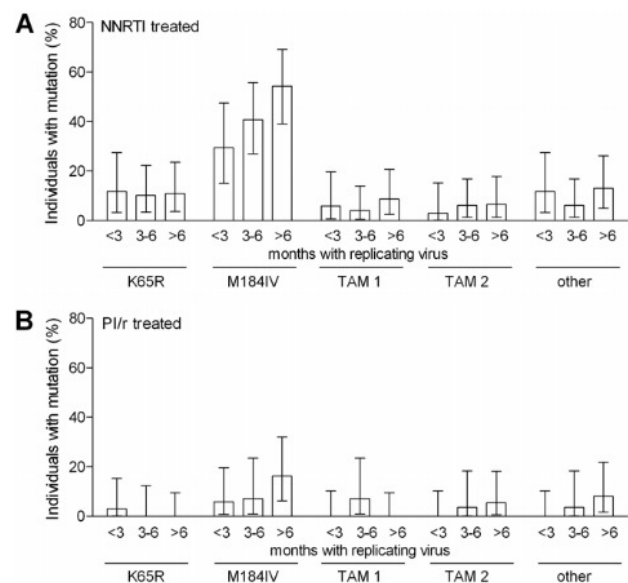 A
NNRTI treated
Individuals with mutation (%)
80
60
40
20
0
<3 3-6 >6 <3 3-6 >6 <3 3-6 >6 <3 3-6 >6 <3 3-6 >6
months with replicating virus
K65R M184IV TAM 1 TAM 2 other
B
PI/r treated
Individuals with mutation (%)
80
60
40
20
0
<3 3-6 >6 <3 3-6 >6 <3 3-6 >6 <3 3-6 >6 <3 3-6 >6
months with replicating virus
K65R M184IV TAM 1 TAM 2 other